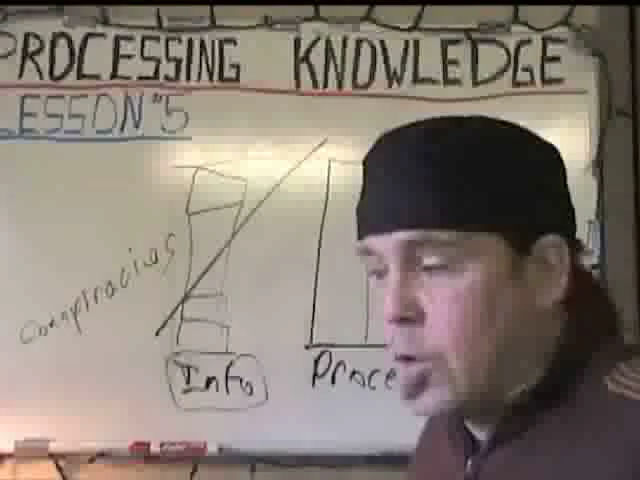 PROCESSING KNOWLEDGE
LESSON #5
Conspiracies
Info
Proce